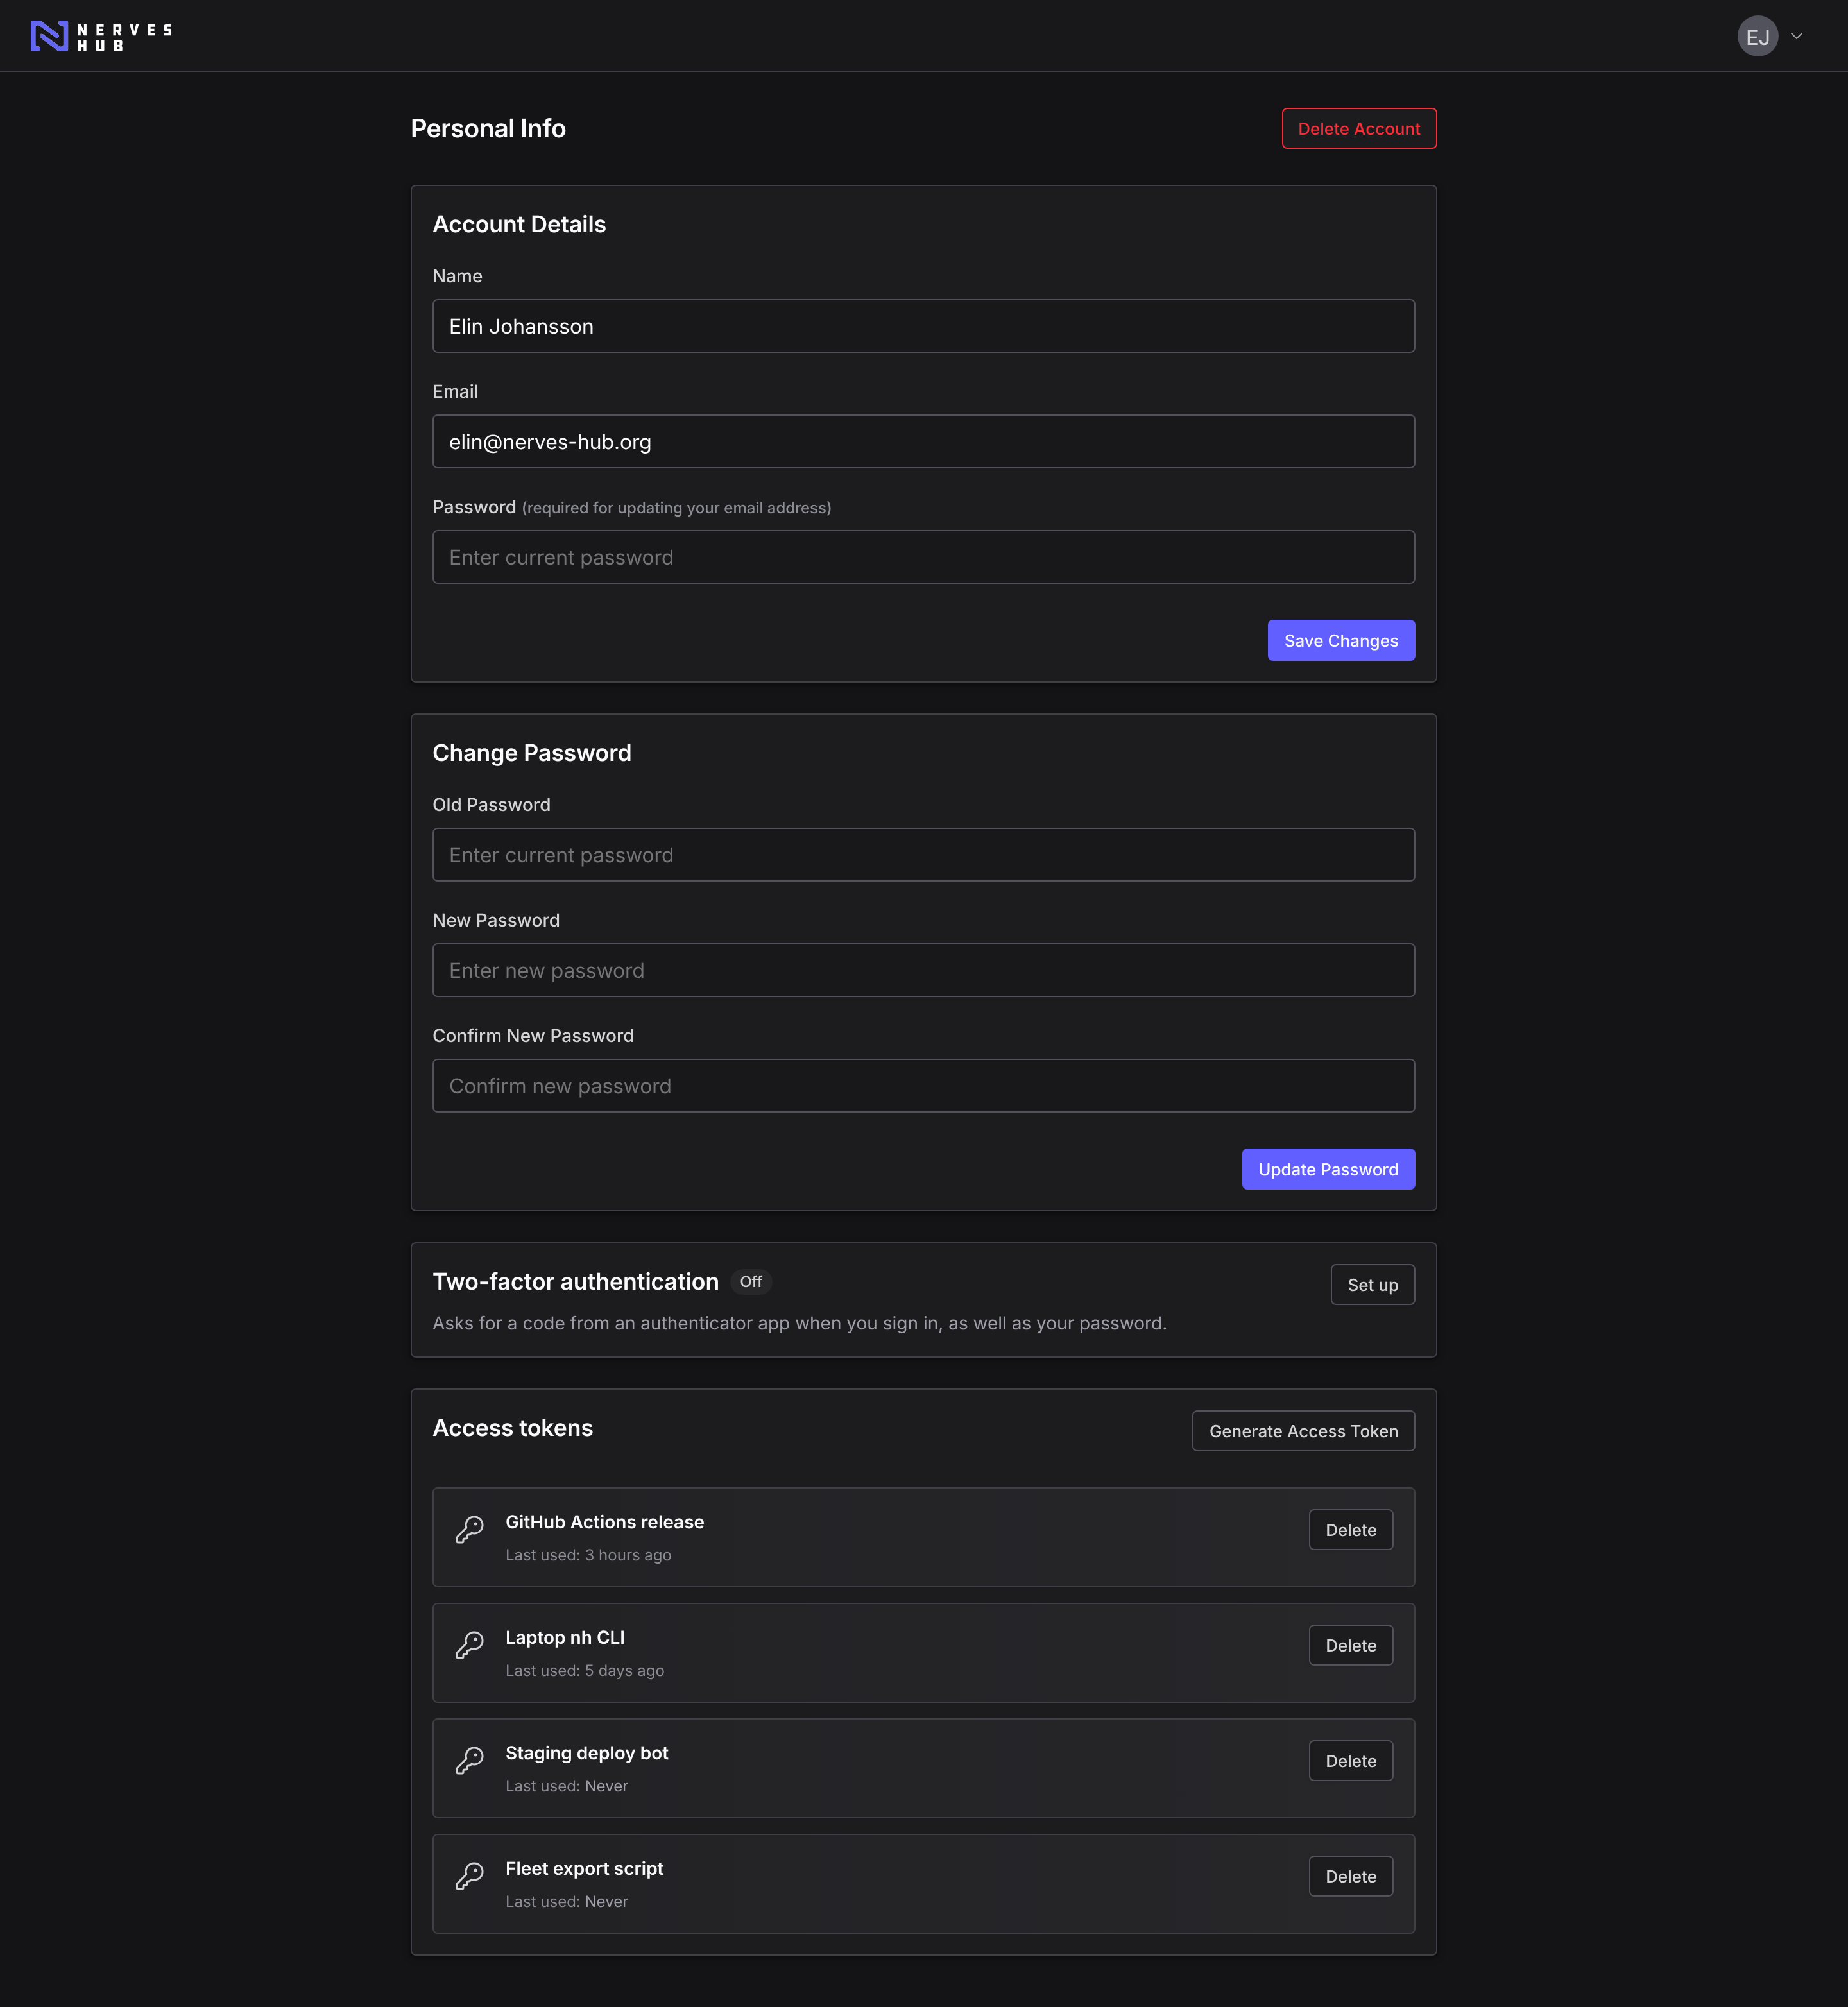 NERVES
HUB
EJ
Personal Info
Delete Account
Account Details
Name
Elin Johansson
Email
elin@nerves-hub.org
Password (required for updating your email address)
Enter current password
Save Changes
Change Password
Old Password
Enter current password
New Password
Enter new password
Confirm New Password
Confirm new password
Update Password
Two-factor authentication Off
Set up
Asks for a code from an authenticator app when you sign in, as well as your password.
Access tokens
Generate Access Token
GitHub Actions release
Last used: 3 hours ago
Delete
Laptop nh CLI
Last used: 5 days ago
Delete
Staging deploy bot
Last used: Never
Delete
Fleet export script
Last used: Never
Delete